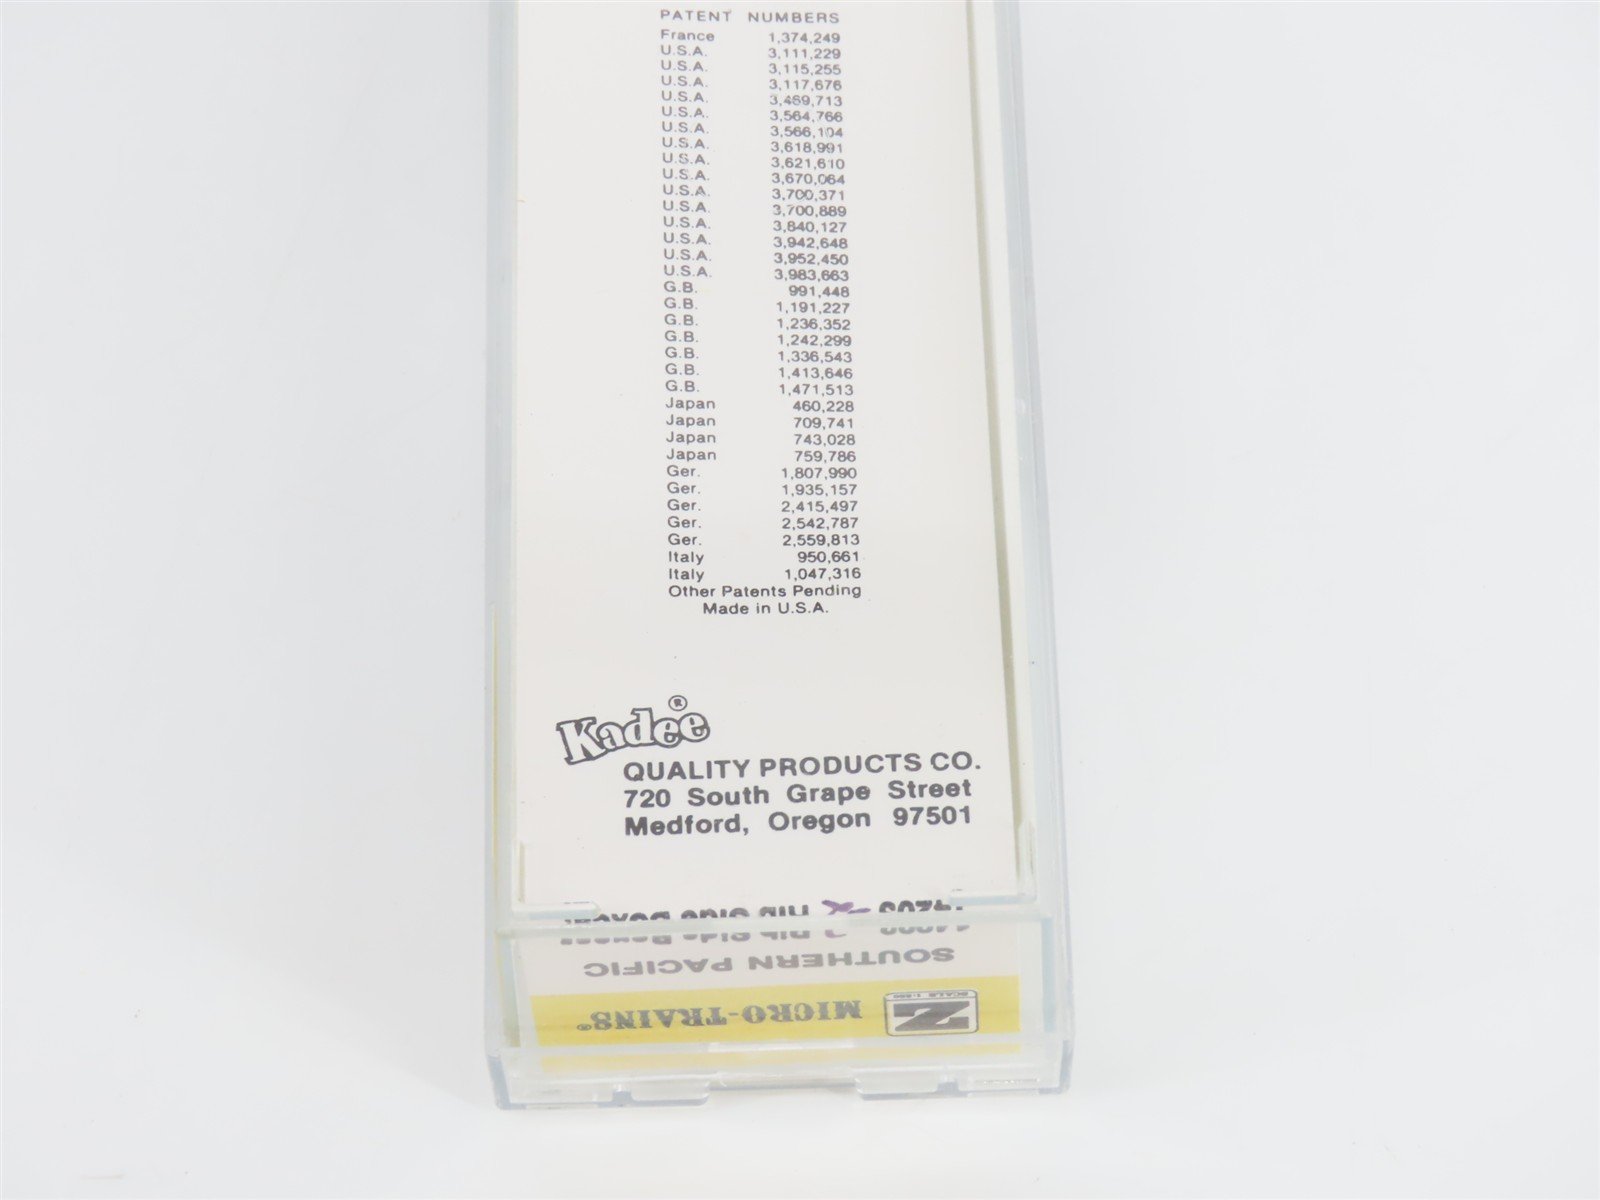 PATENT NUMBERS
France 1,374,249
U.S.A. 3,111,229
U.S.A. 3,115,255
U.S.A. 3,117,676
U.S.A. 3,469,713
U.S.A. 3,564,766
U.S.A. 3,566,104
U.S.A. 3,618,991
U.S.A. 3,621,610
U.S.A. 3,670,064
U.S.A. 3,700,371
U.S.A. 3,700,889
U.S.A. 3,840,127
U.S.A. 3,942,648
U.S.A. 3,952,450
U.S.A. 3,983,663
G.B. 991,448
G.B. 1,191,227
G.B. 1,236,352
G.B. 1,242,299
G.B. 1,336,543
G.B. 1,413,646
G.B. 1,471,513
Japan 460,228
Japan 709,741
Japan 743,028
Japan 759,786
Ger. 1,807,990
Ger. 1,935,157
Ger. 2,415,497
Ger. 2,542,787
Ger. 2,559,813
Italy 950,661
Italy 1,047,316
Other Patents Pending
Made in U.S.A.
Kadee®
QUALITY PRODUCTS CO.
720 South Grape Street
Medford, Oregon 97501
Rib Side Boxcar
SOUTHERN PACIFIC
Z SCALE 1:220 MICRO-TRAINS®